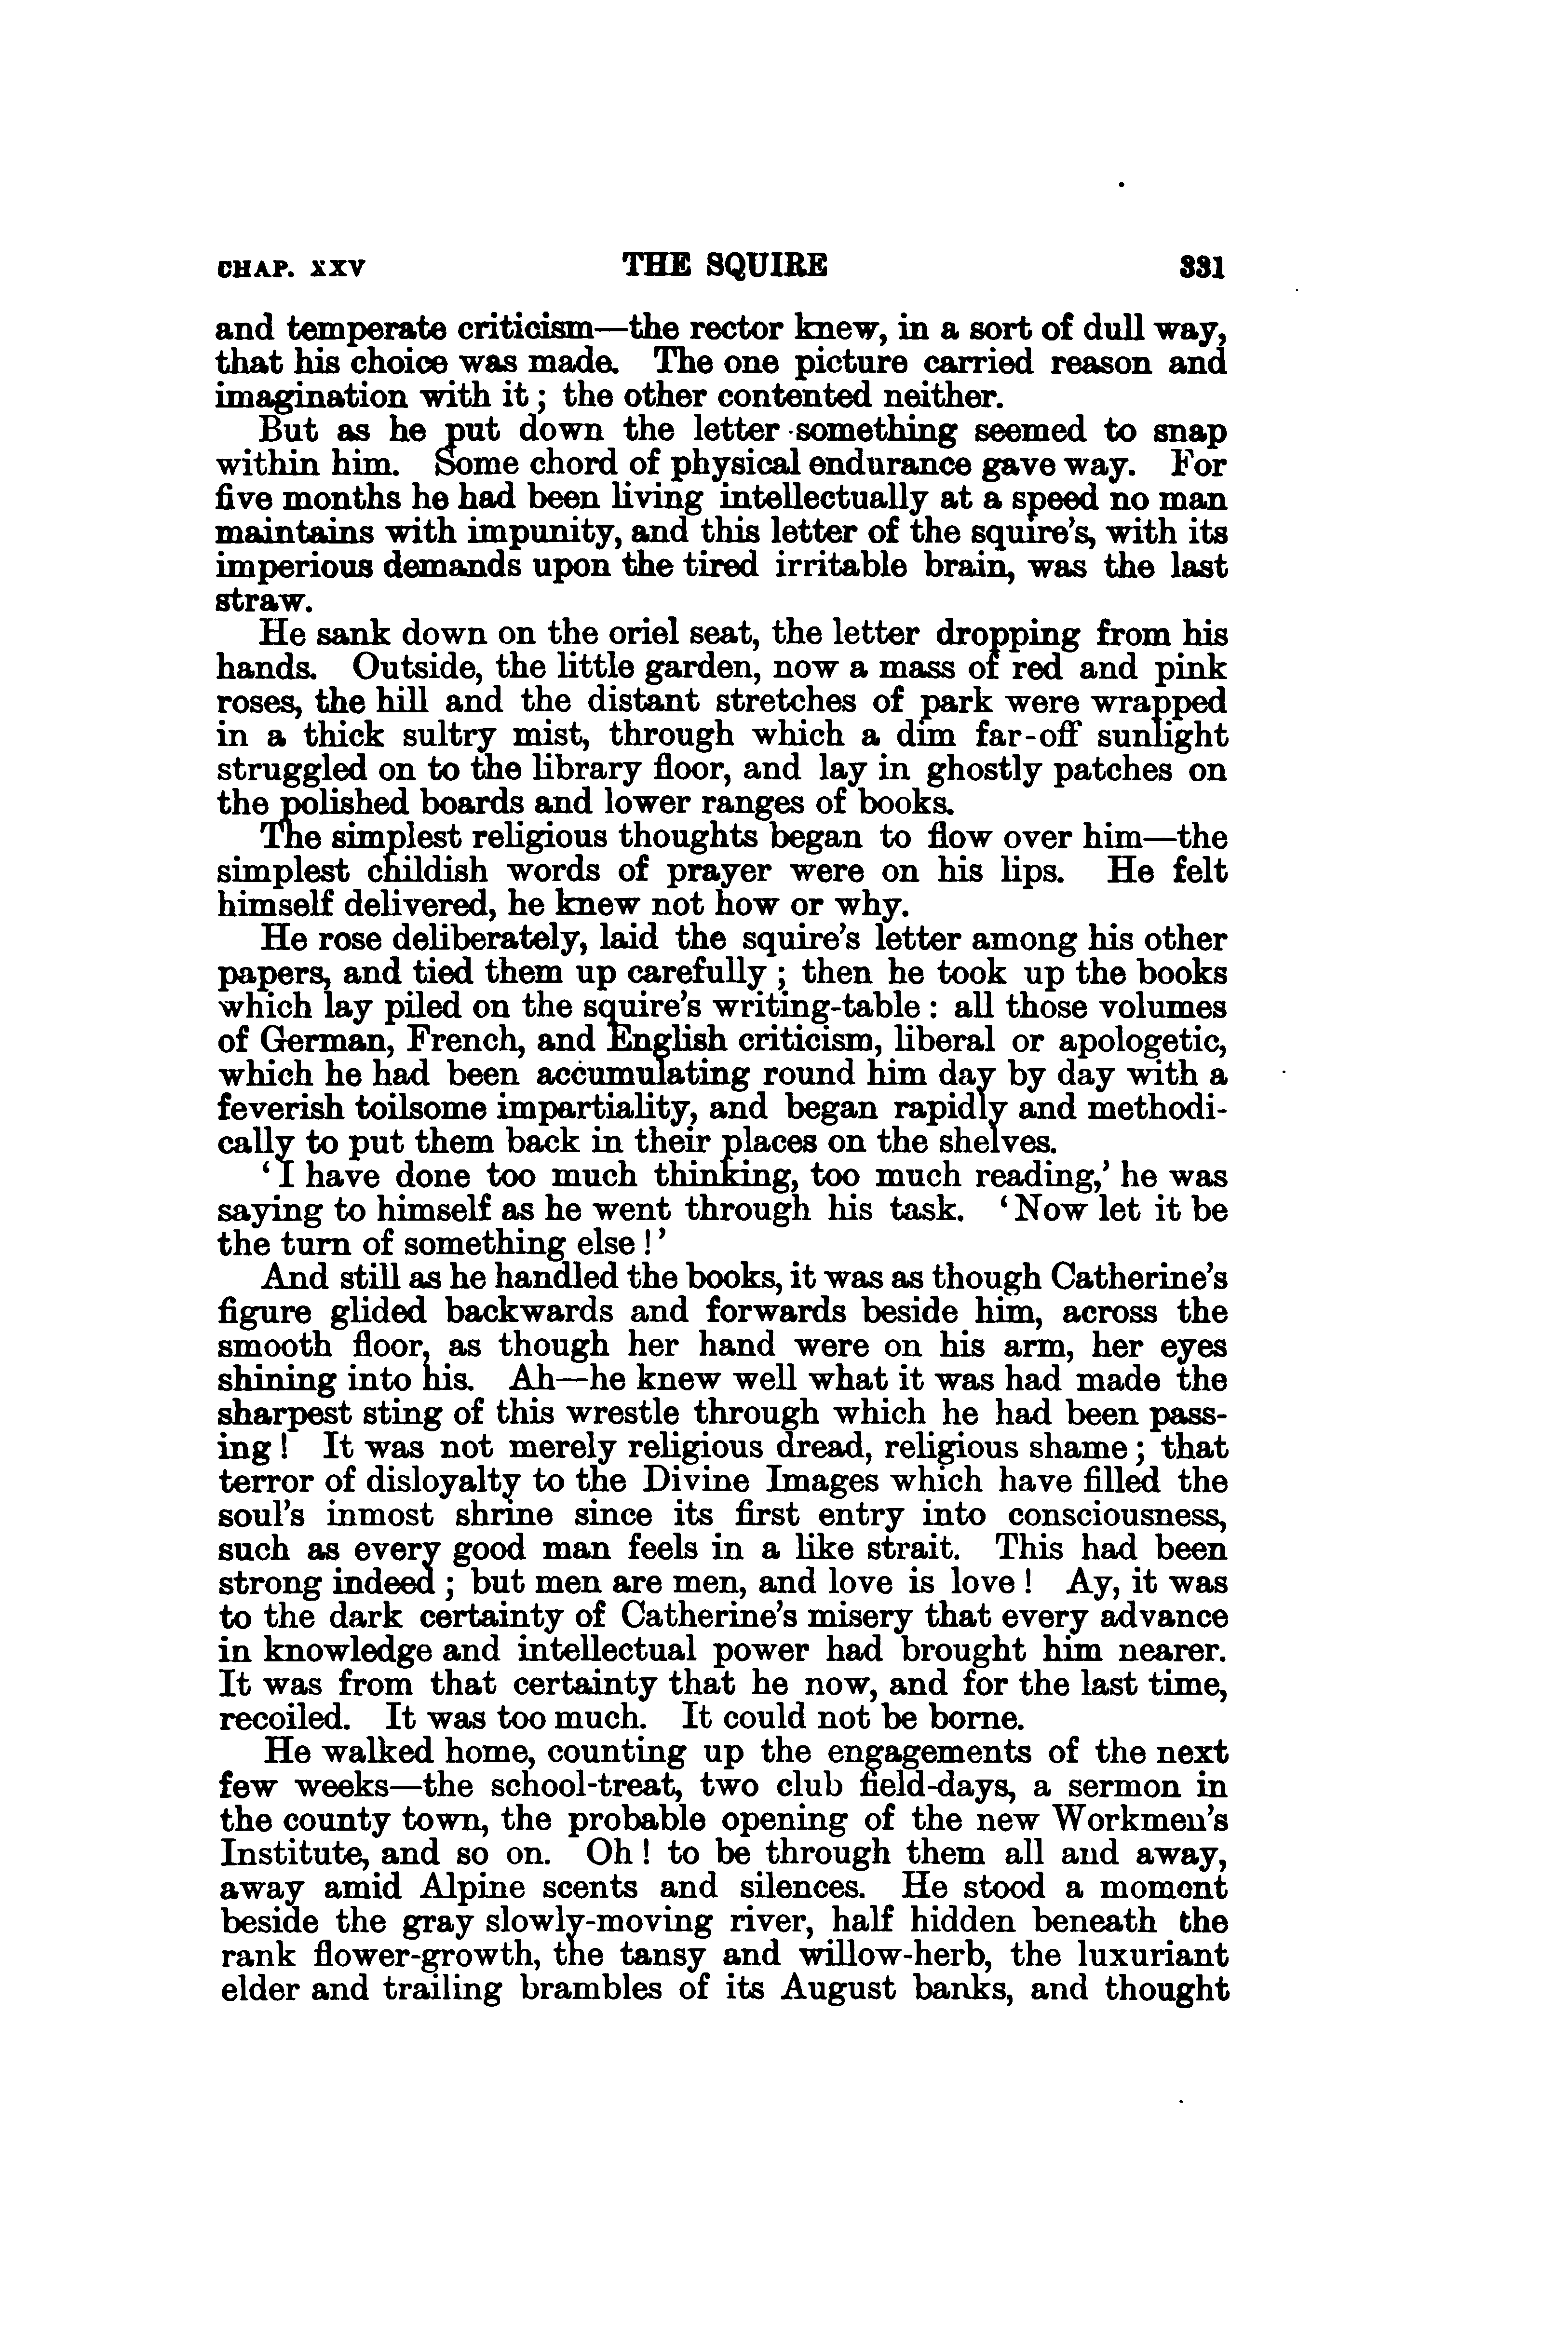 CHAP. XXV THE SQUIRE 331
and temperate criticism—the rector knew, in a sort of dull way,
that his choice was made. The one picture carried reason and
imagination with it ; the other contented neither.
But as he put down the letter something seemed to snap
within him. Some chord of physical endurance gave way. For
five months he had been living intellectually at a speed no man
maintains with impunity, and this letter of the squire's, with its
imperious demands upon the tired irritable brain, was the last
straw.
He sank down on the oriel seat, the letter dropping from his
hands. Outside, the little garden, now a mass of red and pink
roses, the hill and the distant stretches of park were wrapped
in a thick sultry mist, through which a dim far-off sunlight
struggled on to the library floor, and lay in ghostly patches on
the polished boards and lower ranges of books.
The simplest religious thoughts began to flow over him—the
simplest childish words of prayer were on his lips. He felt
himself delivered, he knew not how or why.
He rose deliberately, laid the squire's letter among his other
papers, and tied them up carefully ; then he took up the books
which lay piled on the squire's writing-table : all those volumes
of German, French, and English criticism, liberal or apologetic,
which he had been accumulating round him day by day with a
feverish toilsome impartiality, and began rapidly and methodi-
cally to put them back in their places on the shelves.
‘I have done too much thinking, too much reading,’ he was
saying to himself as he went through his task. ‘Now let it be
the turn of something else !’
And still as he handled the books, it was as though Catherine's
figure glided backwards and forwards beside him, across the
smooth floor, as though her hand were on his arm, her eyes
shining into his. Ah—he knew well what it was had made the
sharpest sting of this wrestle through which he had been pass-
ing ! It was not merely religious dread, religious shame ; that
terror of disloyalty to the Divine Images which have filled the
soul's inmost shrine since its first entry into consciousness,
such as every good man feels in a like strait. This had been
strong indeed ; but men are men, and love is love ! Ay, it was
to the dark certainty of Catherine's misery that every advance
in knowledge and intellectual power had brought him nearer.
It was from that certainty that he now, and for the last time,
recoiled. It was too much. It could not be borne.
He walked home, counting up the engagements of the next
few weeks—the school-treat, two club field-days, a sermon in
the county town, the probable opening of the new Workmen's
Institute, and so on. Oh ! to be through them all and away,
away amid Alpine scents and silences. He stood a moment
beside the gray slowly-moving river, half hidden beneath the
rank flower-growth, the tansy and willow-herb, the luxuriant
elder and trailing brambles of its August banks, and thought